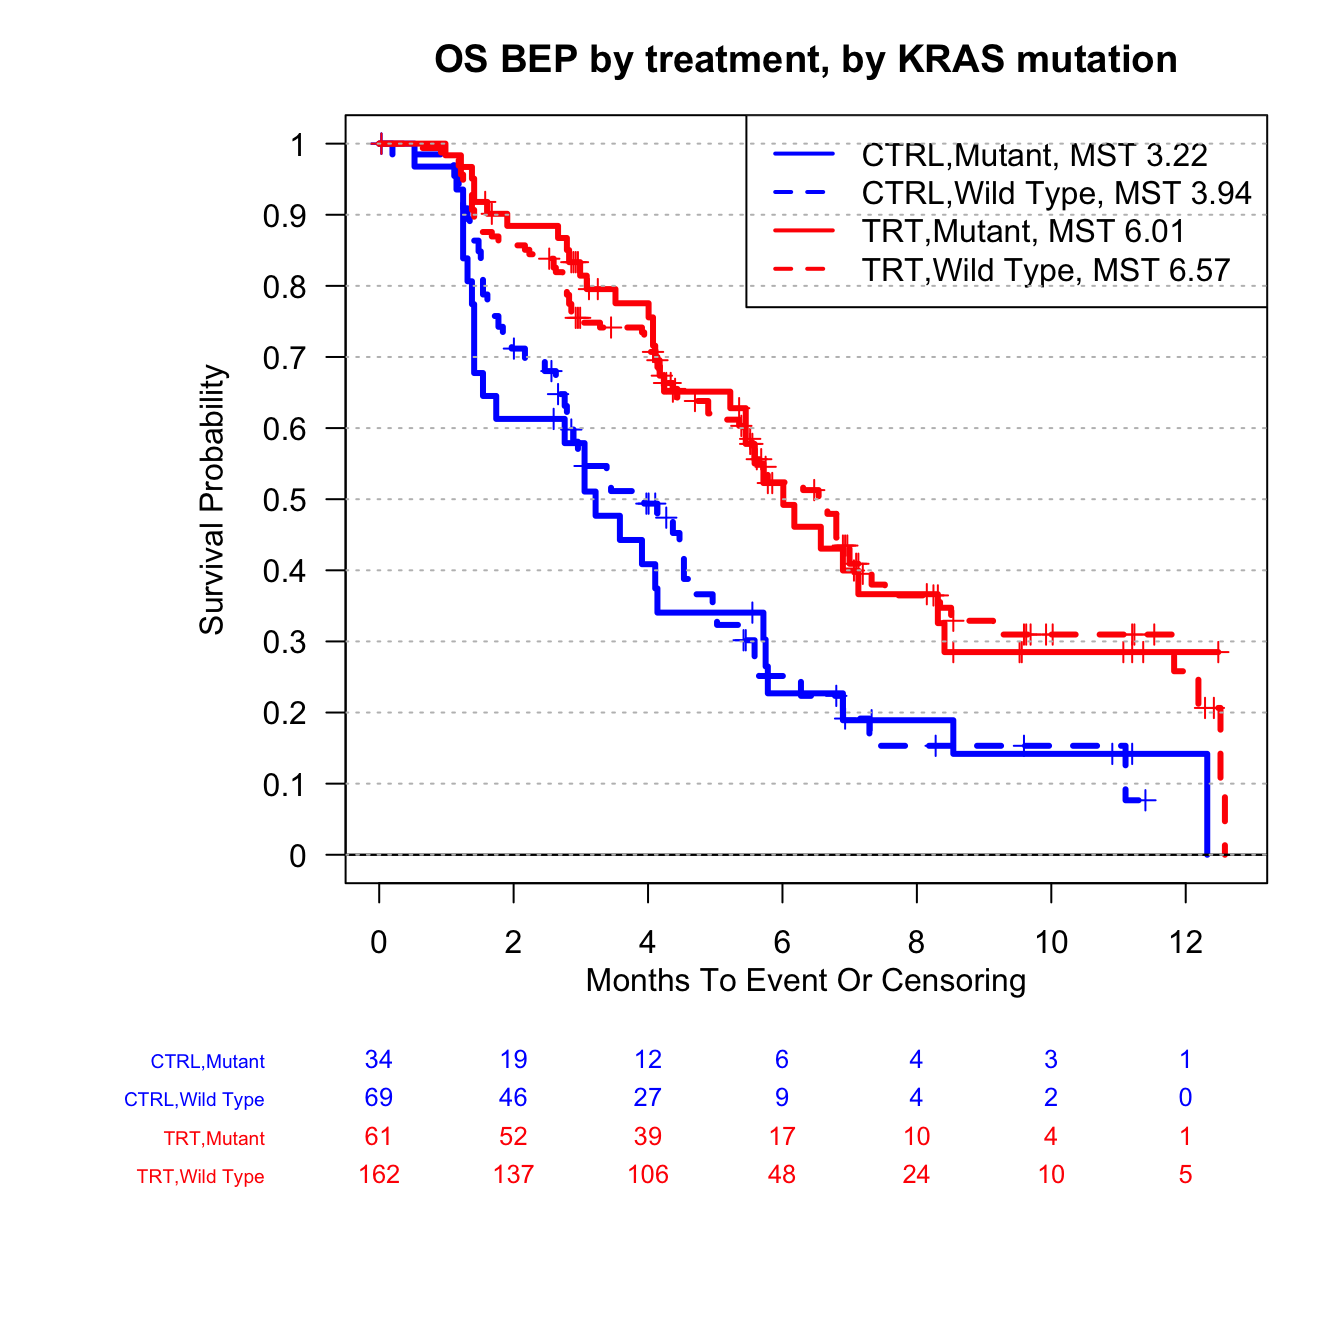 OS BEP by treatment, by KRAS mutation
CTRL,Mutant, MST 3.22
CTRL,Wild Type, MST 3.94
TRT,Mutant, MST 6.01
TRT,Wild Type, MST 6.57
Survival Probability
1
0.9
0.8
0.7
0.6
0.5
0.4
0.3
0.2
0.1
0
0 2 4 6 8 10 12
Months To Event Or Censoring
CTRL,Mutant 34 19 12 6 4 3 1
CTRL,Wild Type 69 46 27 9 4 2 0
TRT,Mutant 61 52 39 17 10 4 1
TRT,Wild Type 162 137 106 48 24 10 5